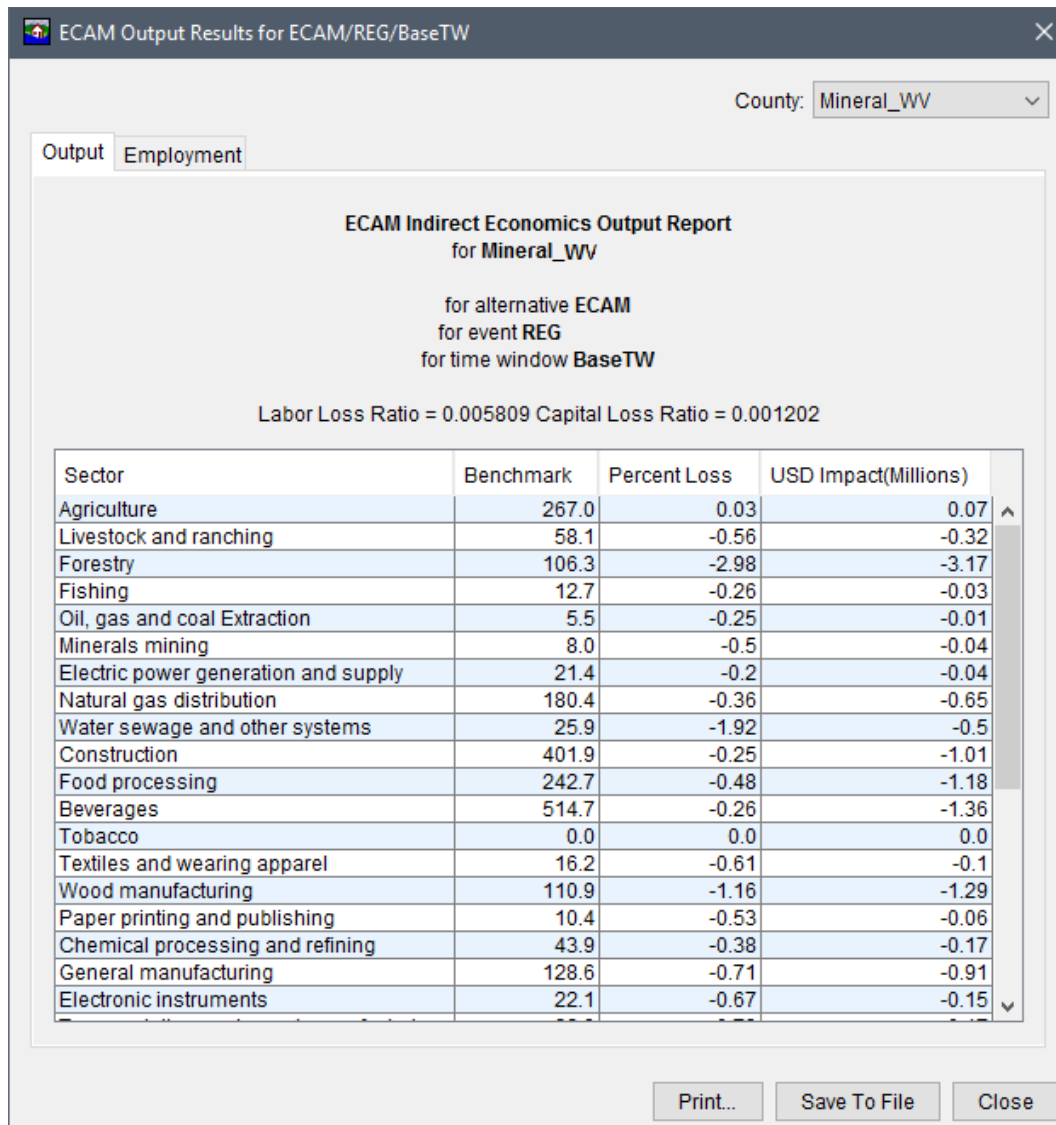 ECAM Output Results for ECAM/REG/BaseTW
County: Mineral_WV
Output Employment
ECAM Indirect Economics Output Report
for Mineral_WV
for alternative ECAM
for event REG
for time window BaseTW
Labor Loss Ratio = 0.005809 Capital Loss Ratio = 0.001202
Sector Benchmark Percent Loss USD Impact(Millions)
Agriculture 267.0 0.03 0.07
Livestock and ranching 58.1 -0.56 -0.32
Forestry 106.3 -2.98 -3.17
Fishing 12.7 -0.26 -0.03
Oil, gas and coal Extraction 5.5 -0.25 -0.01
Minerals mining 8.0 -0.5 -0.04
Electric power generation and supply 21.4 -0.2 -0.04
Natural gas distribution 180.4 -0.36 -0.65
Water sewage and other systems 25.9 -1.92 -0.5
Construction 401.9 -0.25 -1.01
Food processing 242.7 -0.48 -1.18
Beverages 514.7 -0.26 -1.36
Tobacco 0.0 0.0 0.0
Textiles and wearing apparel 16.2 -0.61 -0.1
Wood manufacturing 110.9 -1.16 -1.29
Paper printing and publishing 10.4 -0.53 -0.06
Chemical processing and refining 43.9 -0.38 -0.17
General manufacturing 128.6 -0.71 -0.91
Electronic instruments 22.1 -0.67 -0.15
Print... Save To File Close